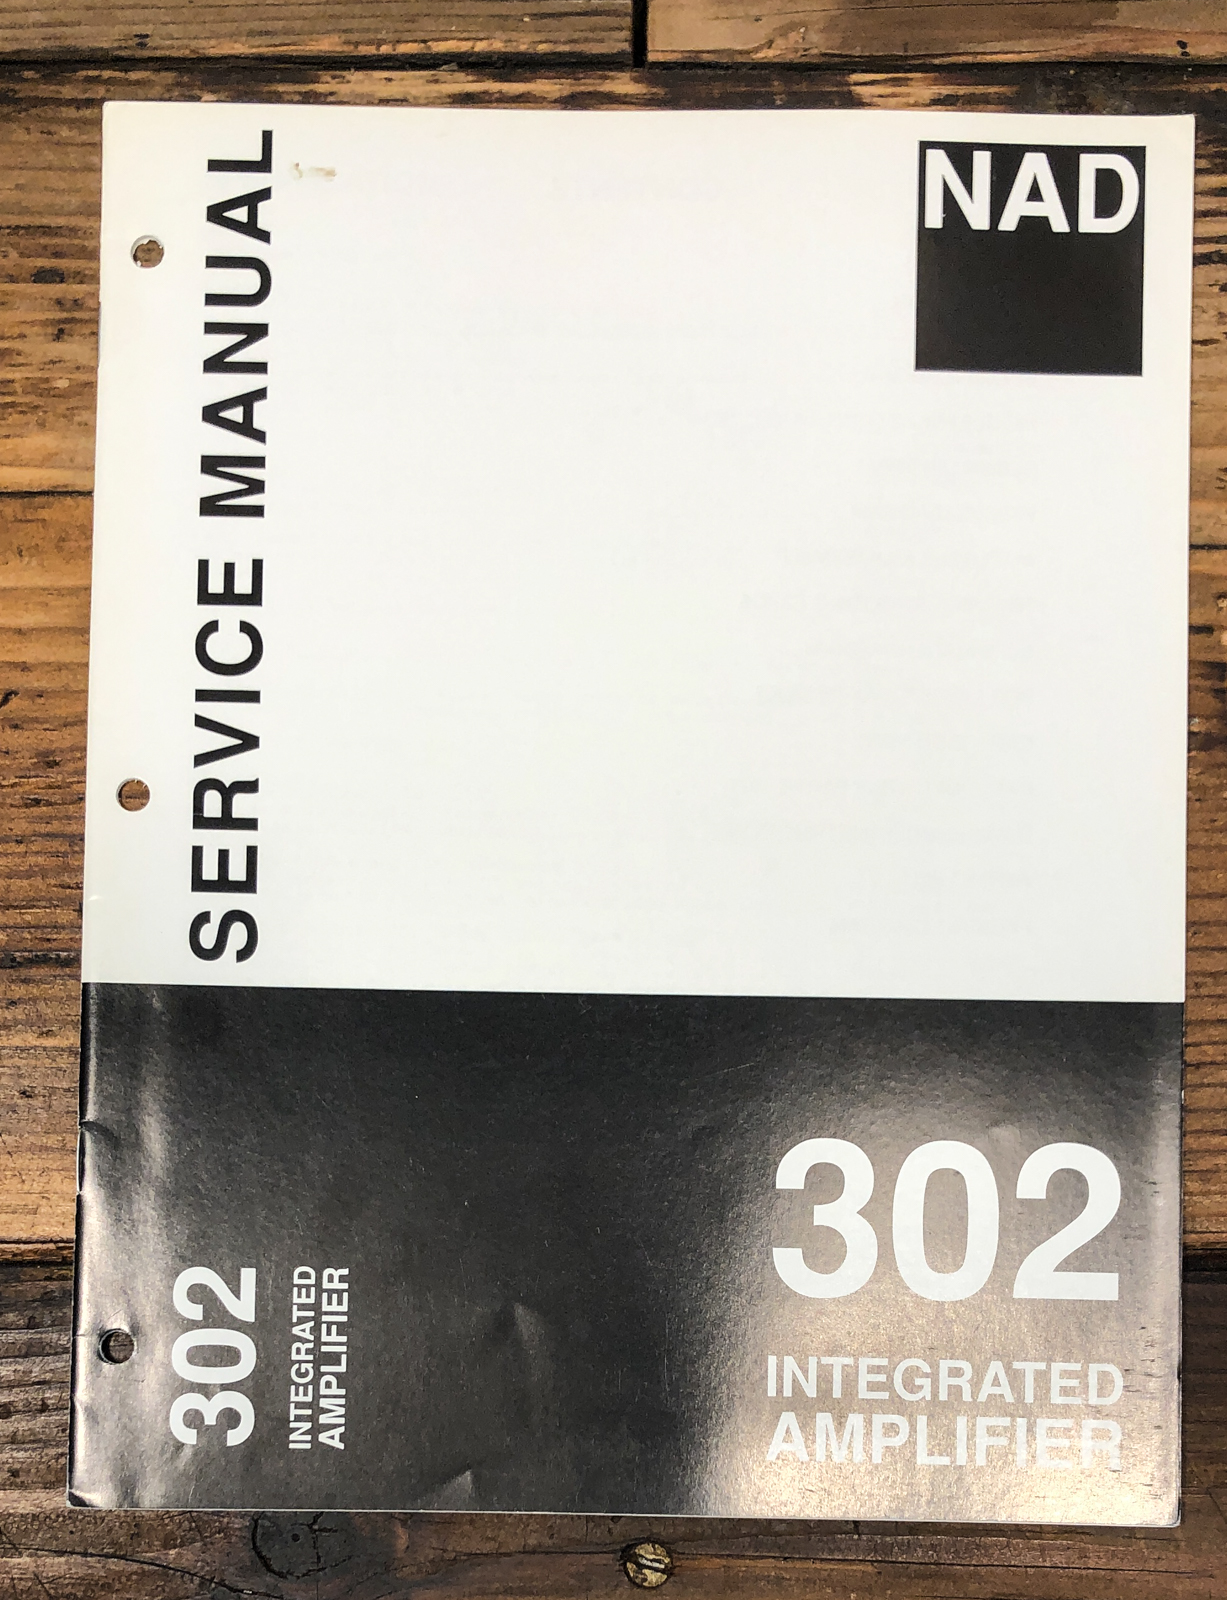 NAD
SERVICE MANUAL
302
INTEGRATED
AMPLIFIER
302
INTEGRATED
AMPLIFIER